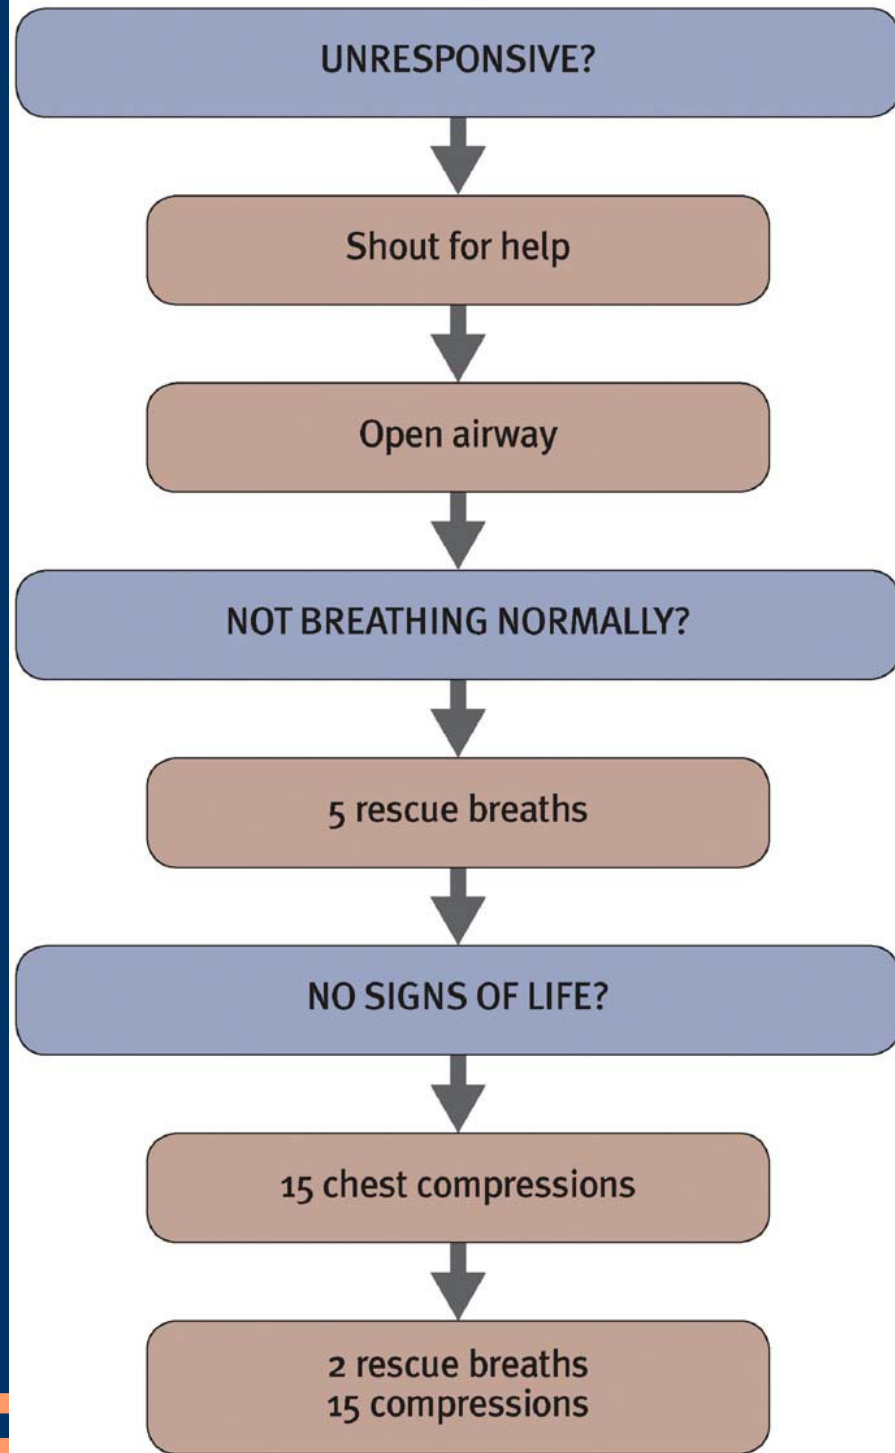 UNRESPONSIVE?
Shout for help
Open airway
NOT BREATHING NORMALLY?
5 rescue breaths
NO SIGNS OF LIFE?
15 chest compressions
2 rescue breaths
15 compressions